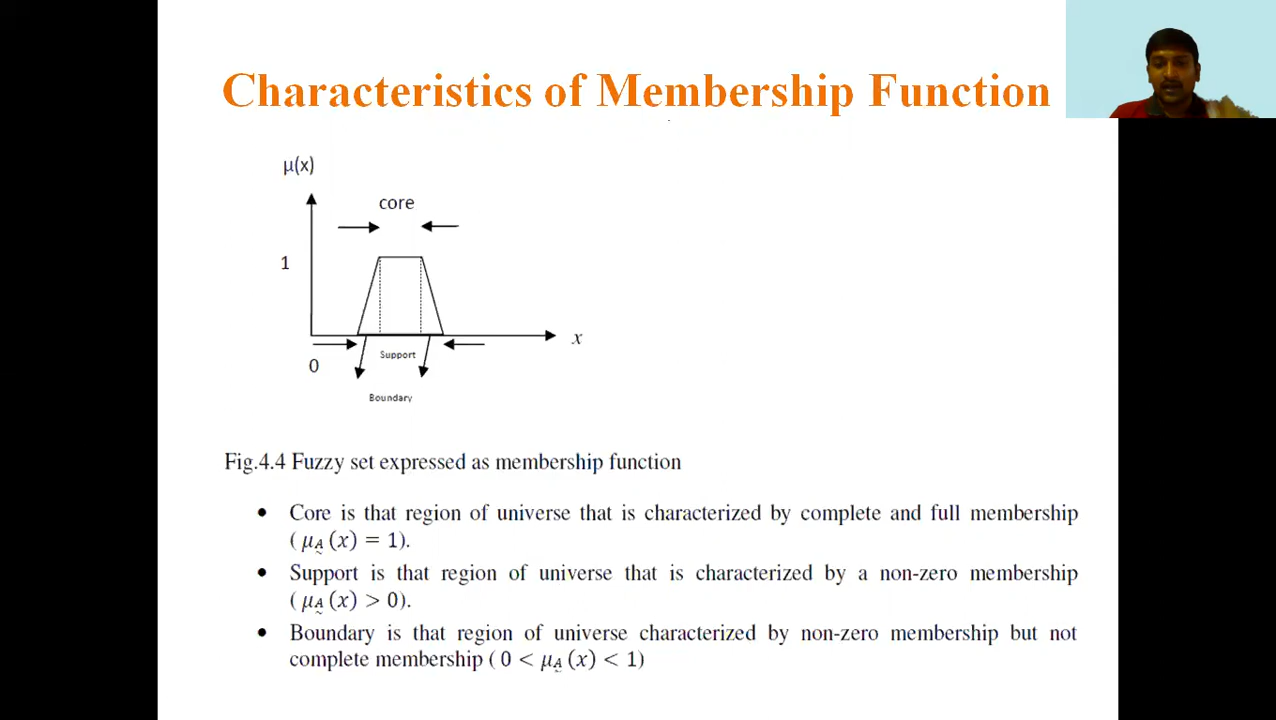 Characteristics of Membership Function
μ(x)
core
1
x
Support
0
Boundary
Fig.4.4 Fuzzy set expressed as membership function
• Core is that region of universe that is characterized by complete and full membership
( μ_A̰ (x) = 1).
• Support is that region of universe that is characterized by a non-zero membership
( μ_A̰ (x) > 0).
• Boundary is that region of universe characterized by non-zero membership but not
complete membership ( 0 < μ_A̰ (x) < 1)